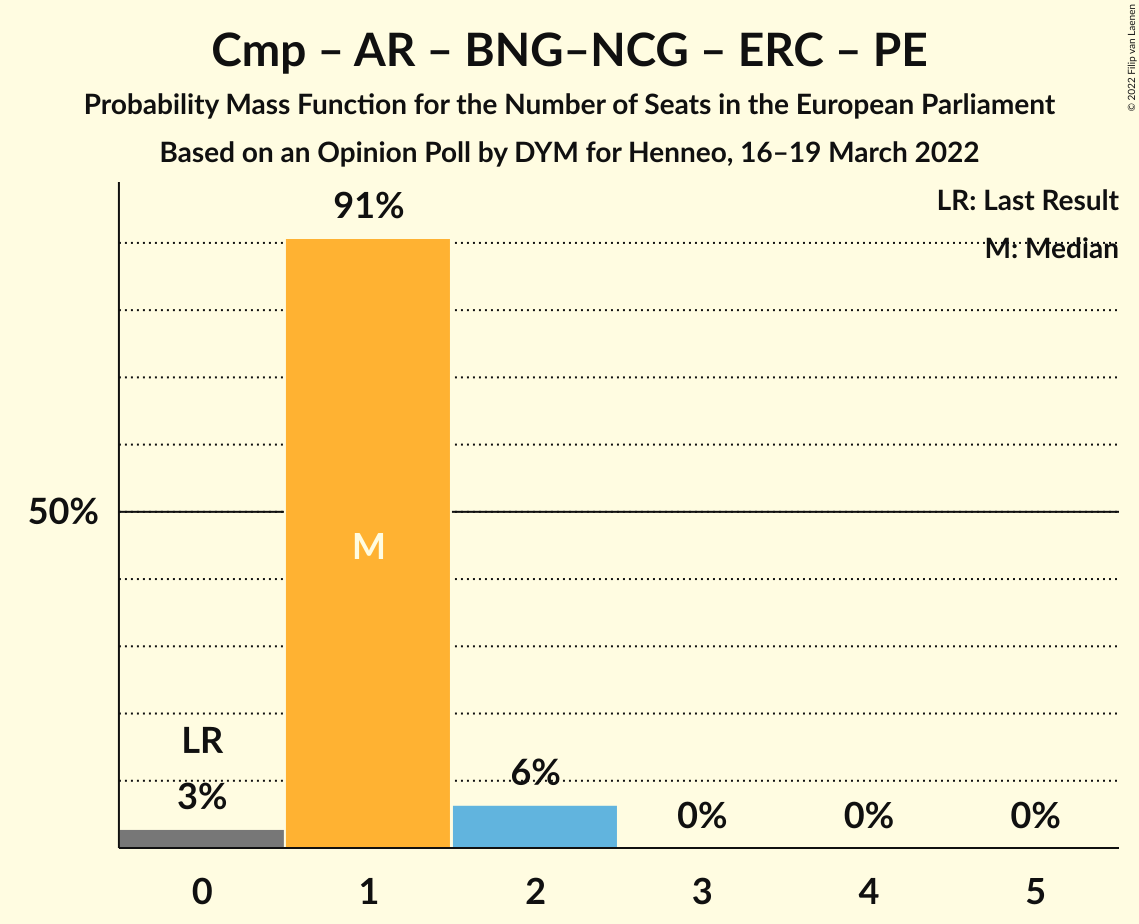 Cmp – AR – BNG–NCG – ERC – PE
Probability Mass Function for the Number of Seats in the European Parliament
Based on an Opinion Poll by DYM for Henneo, 16–19 March 2022
© 2022 Filip van Laenen
LR: Last Result
M: Median
91%
50%
M
LR
3%
6%
0%
0%
0%
0
1
2
3
4
5